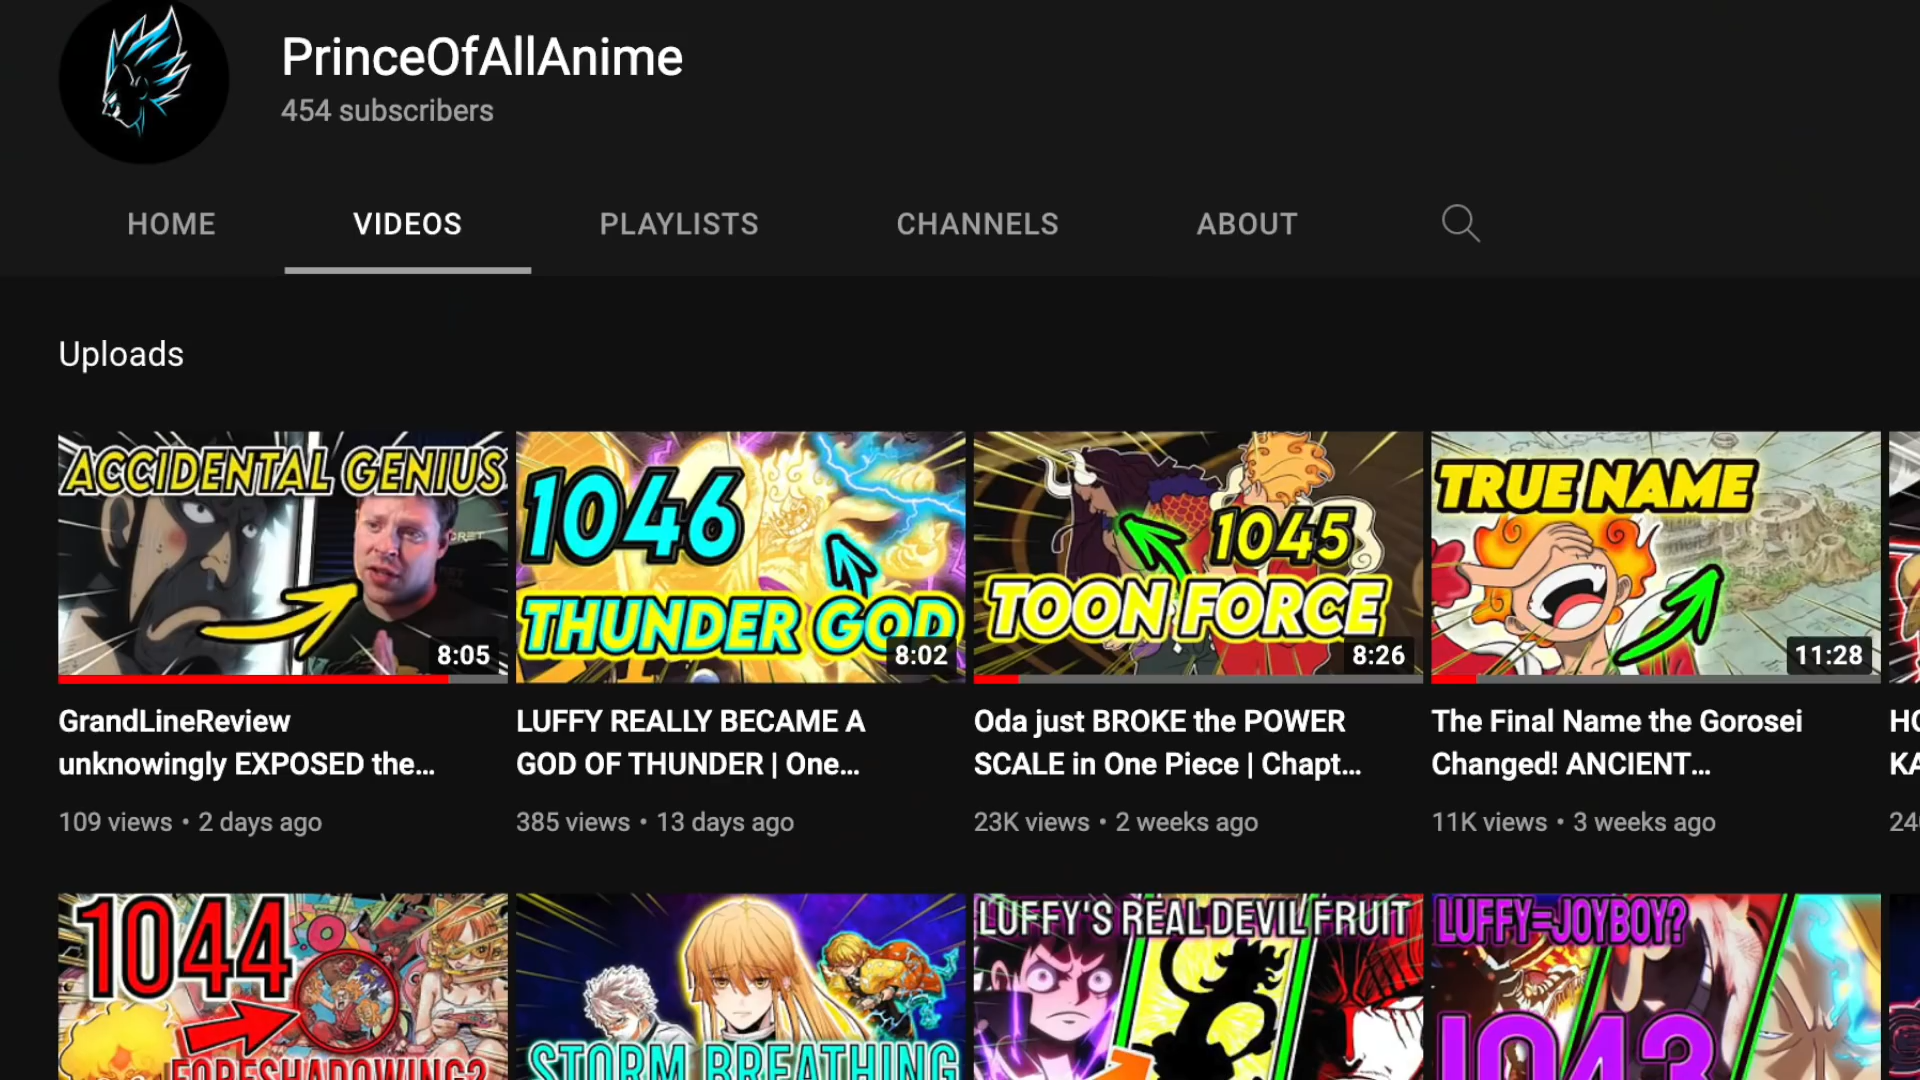 PrinceOfAllAnime
454 subscribers
HOME
VIDEOS
PLAYLISTS
CHANNELS
ABOUT
Uploads
ACCIDENTAL GENIUS
8:05
1046
THUNDER GOD
8:02
1045
TOON FORCE
8:26
TRUE NAME
11:28
GrandLineReview
unknowingly EXPOSED the...
LUFFY REALLY BECAME A
GOD OF THUNDER | One...
Oda just BROKE the POWER
SCALE in One Piece | Chapt...
The Final Name the Gorosei
Changed! ANCIENT...
109 views • 2 days ago
385 views • 13 days ago
23K views • 2 weeks ago
11K views • 3 weeks ago
1044
FORESHADOWING?
STORM BREATHING
LUFFY'S REAL DEVIL FRUIT
LUFFY=JOYBOY?
1043